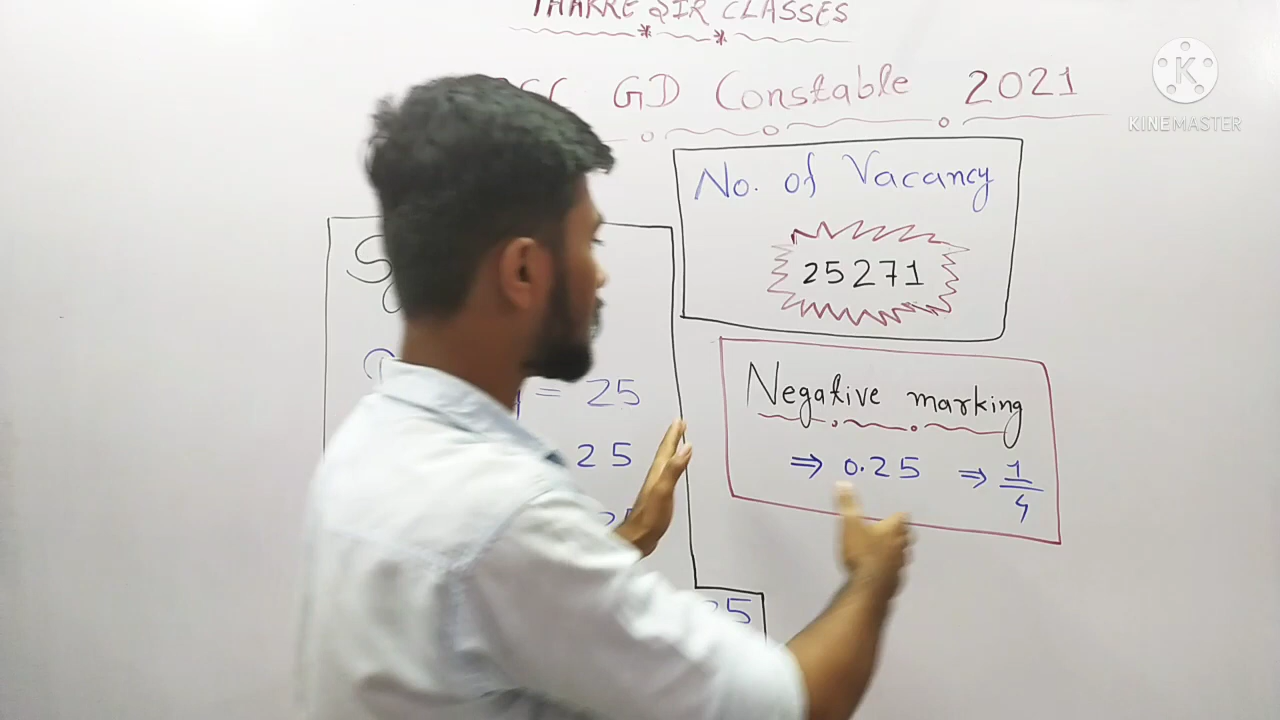 THAKRE SIR CLASSES
GD Constable 2021
No. of Vacancy
25271
= 25
25
25
25
Negative marking
⇒ 0.25 ⇒ 1/4
K
KINEMASTER